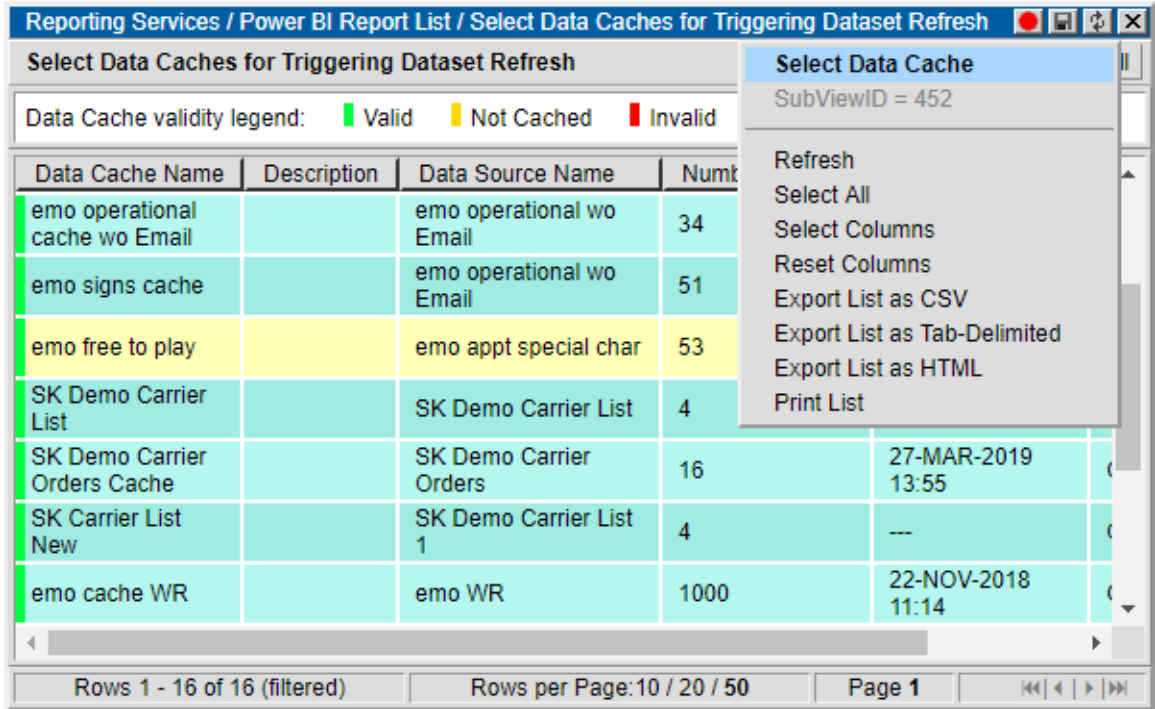 Reporting Services / Power BI Report List / Select Data Caches for Triggering Dataset Refresh
Select Data Caches for Triggering Dataset Refresh
Data Cache validity legend: Valid Not Cached Invalid
Select Data Cache
SubViewID = 452
Refresh
Select All
Select Columns
Reset Columns
Export List as CSV
Export List as Tab-Delimited
Export List as HTML
Print List
Data Cache Name Description Data Source Name Numb
emo operational cache wo Email emo operational wo Email 34
emo signs cache emo operational wo Email 51
emo free to play emo appt special char 53
SK Demo Carrier List SK Demo Carrier List 4
SK Demo Carrier Orders Cache SK Demo Carrier Orders 16 27-MAR-2019 13:55
SK Carrier List New SK Demo Carrier List 1 4 ---
emo cache WR emo WR 1000 22-NOV-2018 11:14
Rows 1 - 16 of 16 (filtered) Rows per Page:10 / 20 / 50 Page 1